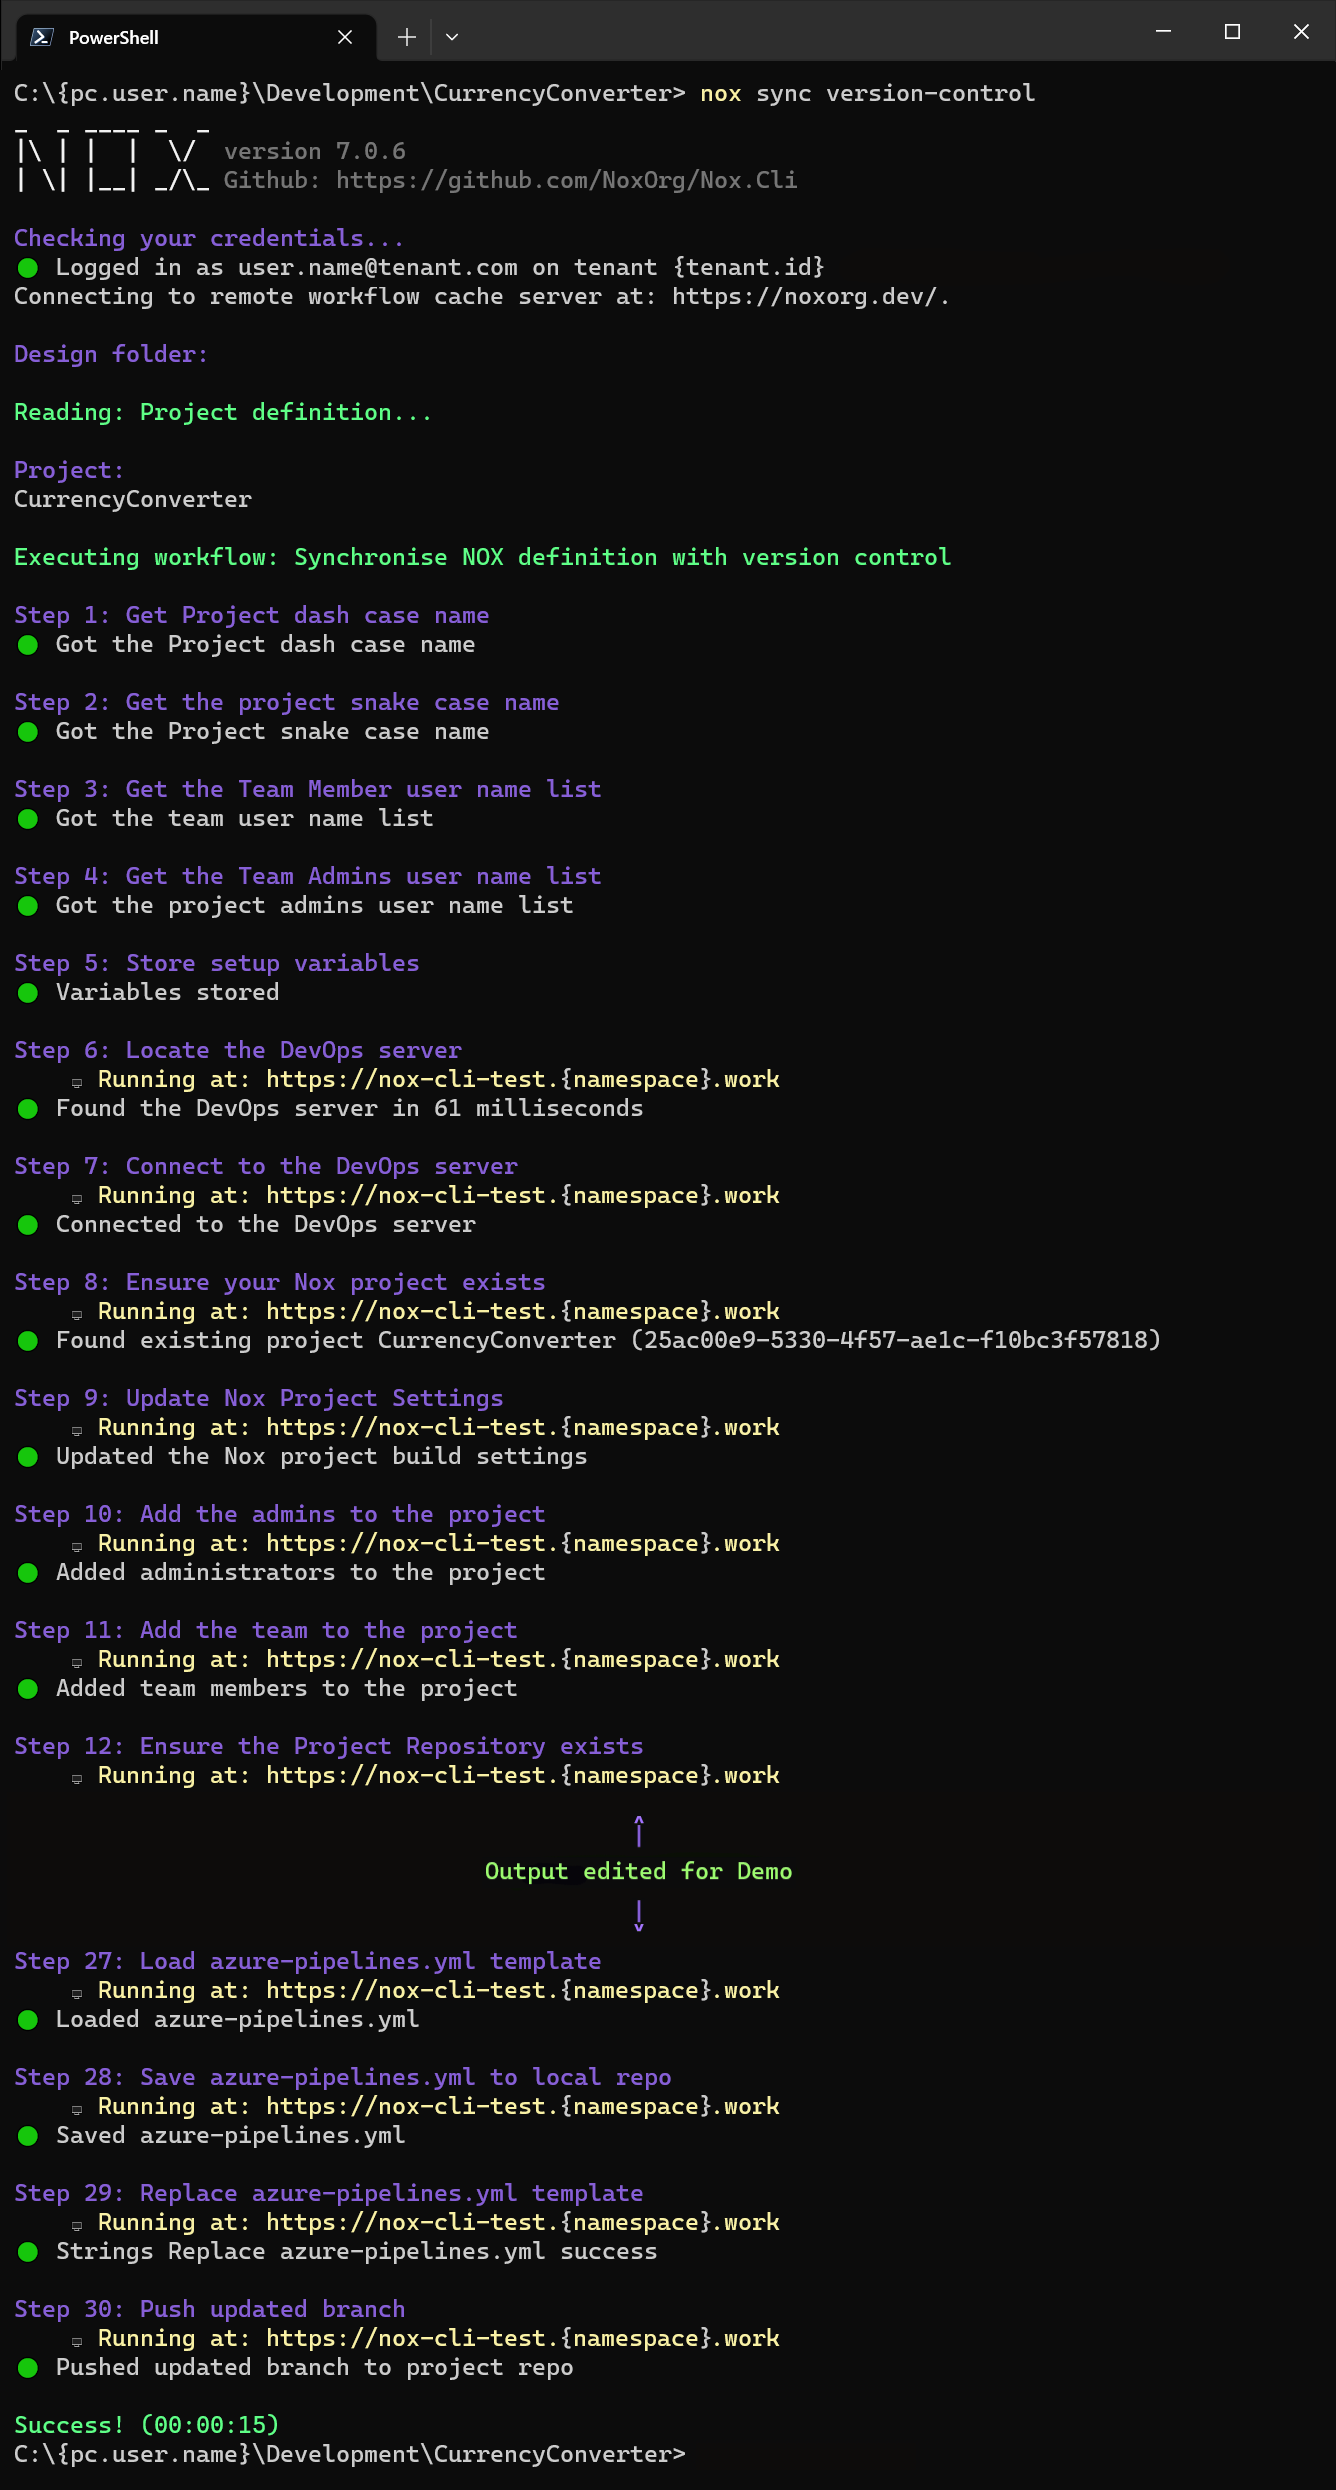 PowerShell
C:\{pc.user.name}\Development\CurrencyConverter> nox sync version-control
_  _ ____ _  _
|\ | |  |  \/  version 7.0.6
| \| |__| _/\_ Github: https://github.com/NoxOrg/Nox.Cli
Checking your credentials...
Logged in as user.name@tenant.com on tenant {tenant.id}
Connecting to remote workflow cache server at: https://noxorg.dev/.
Design folder:
Reading: Project definition...
Project:
CurrencyConverter
Executing workflow: Synchronise NOX definition with version control
Step 1: Get Project dash case name
Got the Project dash case name
Step 2: Get the project snake case name
Got the Project snake case name
Step 3: Get the Team Member user name list
Got the team user name list
Step 4: Get the Team Admins user name list
Got the project admins user name list
Step 5: Store setup variables
Variables stored
Step 6: Locate the DevOps server
Running at: https://nox-cli-test.{namespace}.work
Found the DevOps server in 61 milliseconds
Step 7: Connect to the DevOps server
Running at: https://nox-cli-test.{namespace}.work
Connected to the DevOps server
Step 8: Ensure your Nox project exists
Running at: https://nox-cli-test.{namespace}.work
Found existing project CurrencyConverter (25ac00e9-5330-4f57-ae1c-f10bc3f57818)
Step 9: Update Nox Project Settings
Running at: https://nox-cli-test.{namespace}.work
Updated the Nox project build settings
Step 10: Add the admins to the project
Running at: https://nox-cli-test.{namespace}.work
Added administrators to the project
Step 11: Add the team to the project
Running at: https://nox-cli-test.{namespace}.work
Added team members to the project
Step 12: Ensure the Project Repository exists
Running at: https://nox-cli-test.{namespace}.work
^
|
Output edited for Demo
|
v
Step 27: Load azure-pipelines.yml template
Running at: https://nox-cli-test.{namespace}.work
Loaded azure-pipelines.yml
Step 28: Save azure-pipelines.yml to local repo
Running at: https://nox-cli-test.{namespace}.work
Saved azure-pipelines.yml
Step 29: Replace azure-pipelines.yml template
Running at: https://nox-cli-test.{namespace}.work
Strings Replace azure-pipelines.yml success
Step 30: Push updated branch
Running at: https://nox-cli-test.{namespace}.work
Pushed updated branch to project repo
Success! (00:00:15)
C:\{pc.user.name}\Development\CurrencyConverter>